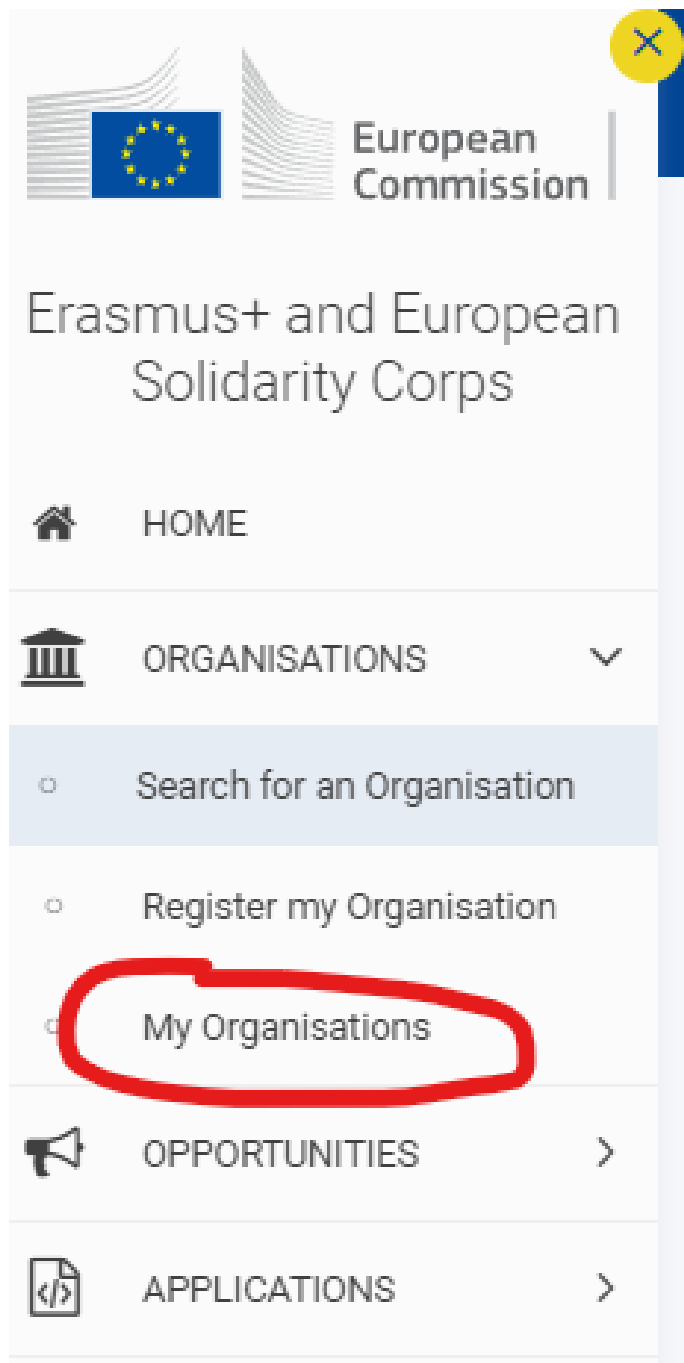 European
Commission
Erasmus+ and European
Solidarity Corps
HOME
ORGANISATIONS
Search for an Organisation
Register my Organisation
My Organisations
OPPORTUNITIES
APPLICATIONS